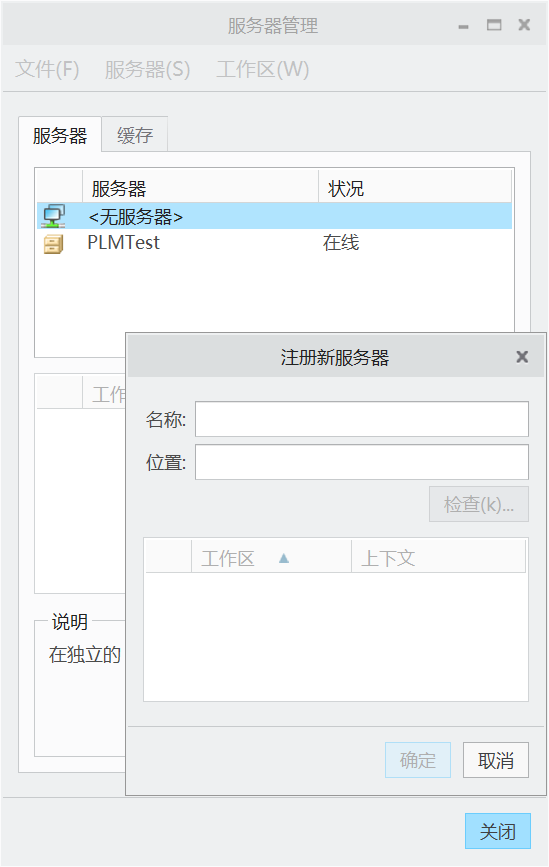 服务器管理
文件(F) 服务器(S) 工作区(W)
服务器 缓存
服务器 状况
<无服务器>
PLMTest 在线
工作
说明
在独立的
注册新服务器
名称:
位置:
检查(k)...
工作区 上下文
确定 取消
关闭